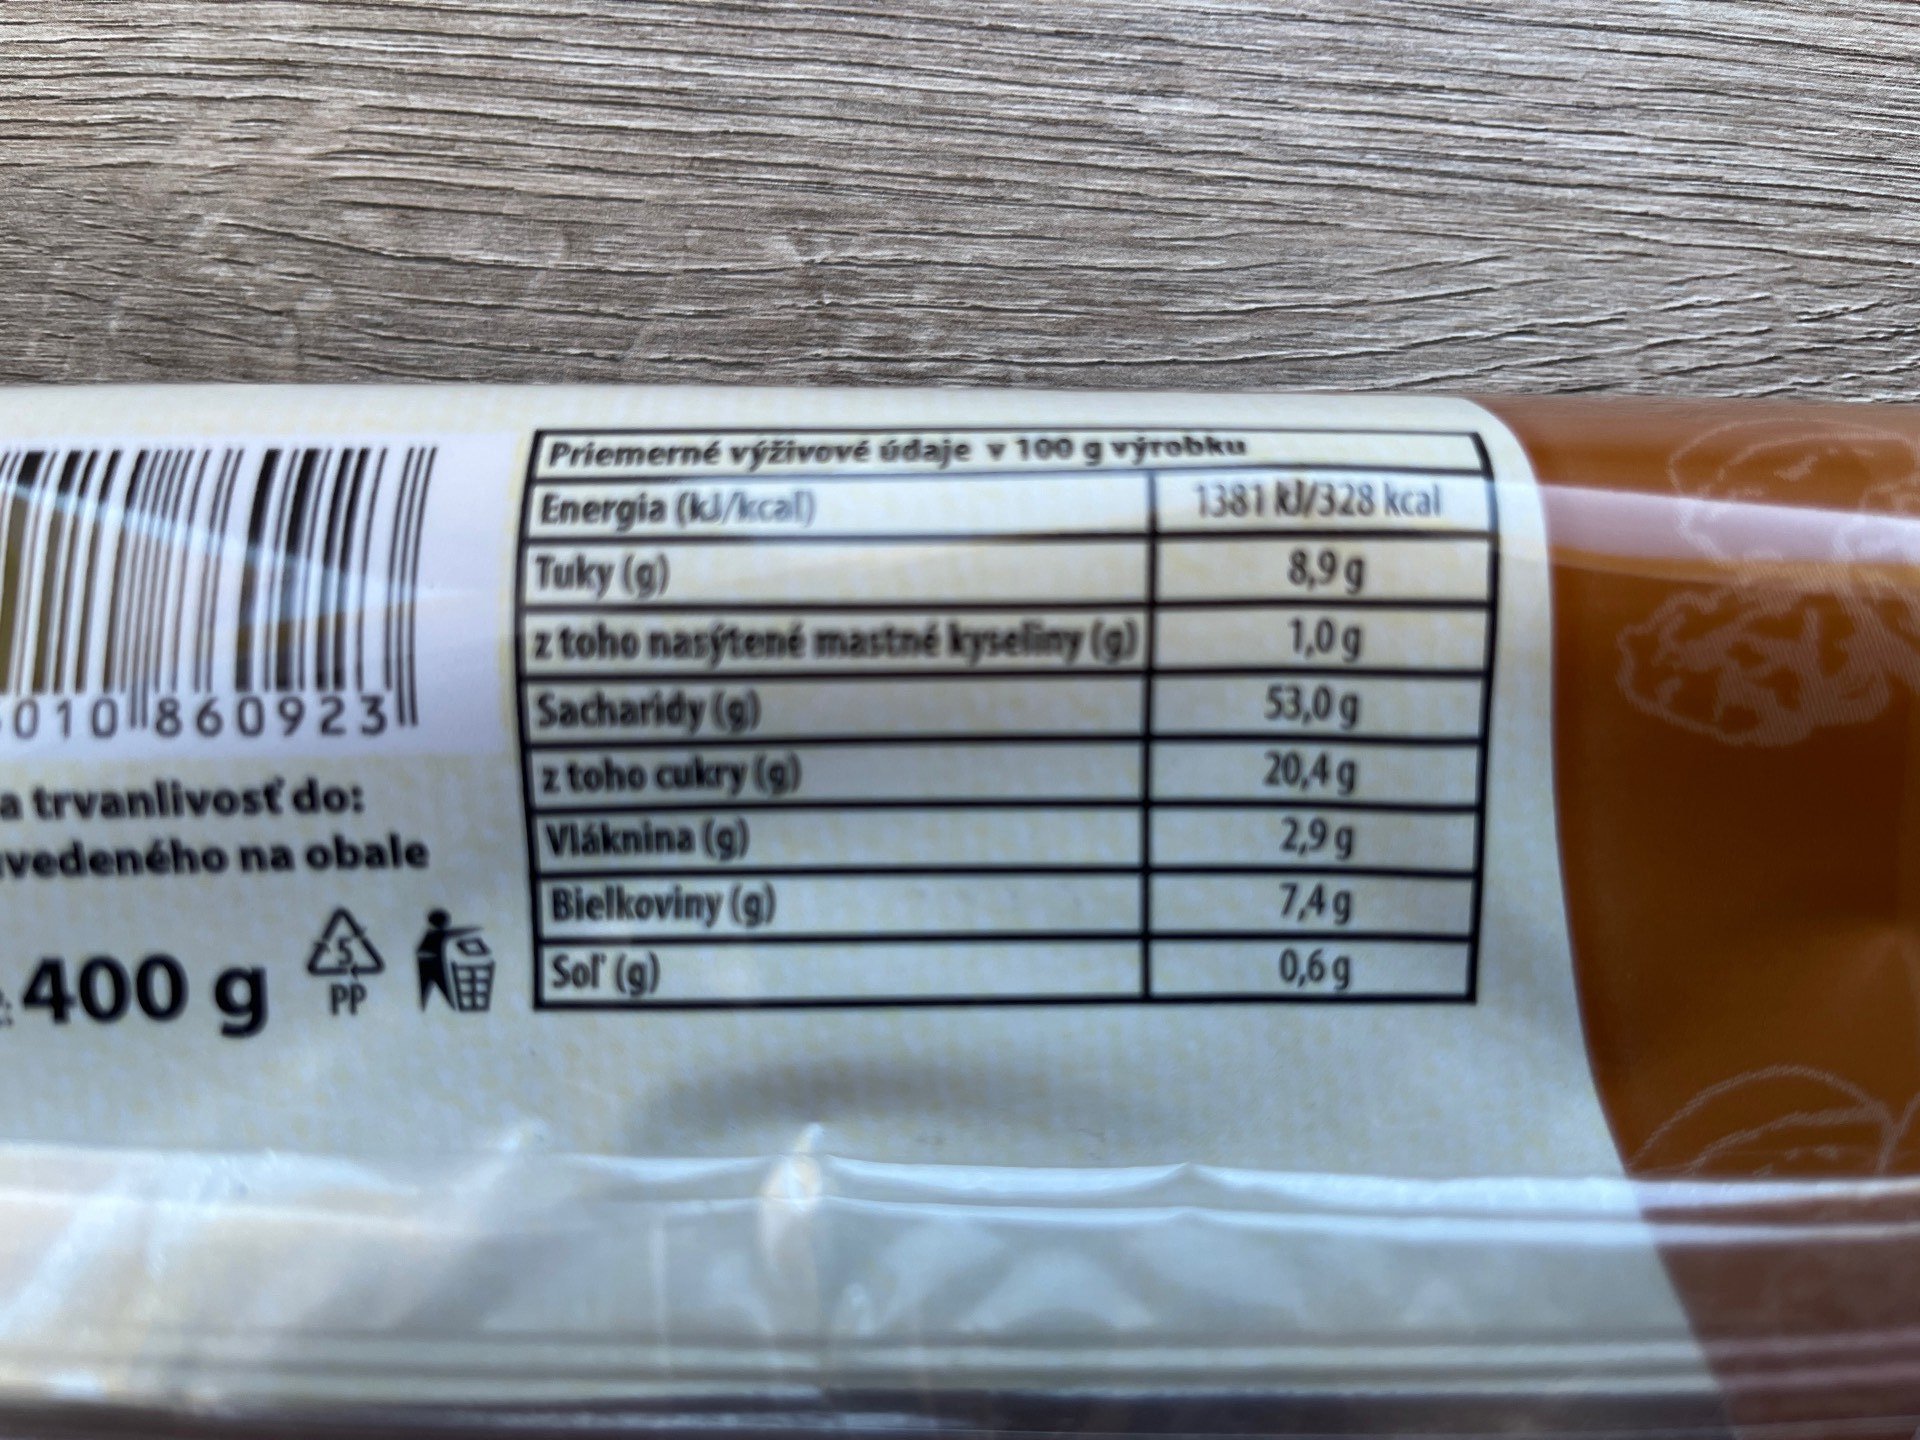 010 860923
a trvanlivosť do:
vedeného na obale
400 g
5
PP
Priemerné výživové údaje v 100 g výrobku
Energia (kJ/kcal) 1381 kJ/328 kcal
Tuky (g) 8,9 g
z toho nasýtené mastné kyseliny (g) 1,0 g
Sacharidy (g) 53,0 g
z toho cukry (g) 20,4 g
Vláknina (g) 2,9 g
Bielkoviny (g) 7,4 g
Soľ (g) 0,6 g